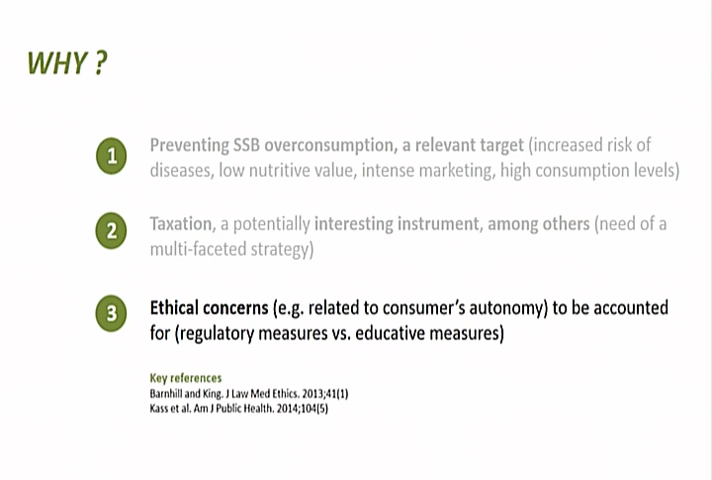 WHY ?
1
Preventing SSB overconsumption, a relevant target (increased risk of
diseases, low nutritive value, intense marketing, high consumption levels)
2
Taxation, a potentially interesting instrument, among others (need of a
multi-faceted strategy)
3
Ethical concerns (e.g. related to consumer's autonomy) to be accounted
for (regulatory measures vs. educative measures)
Key references
Barnhill and King. J Law Med Ethics. 2013;41(1)
Kass et al. Am J Public Health. 2014;104(5)